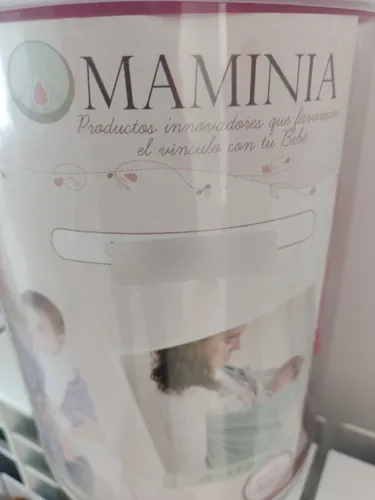 MAMINIA
Productos innovadores que favorecen
el vínculo con tu Bebé